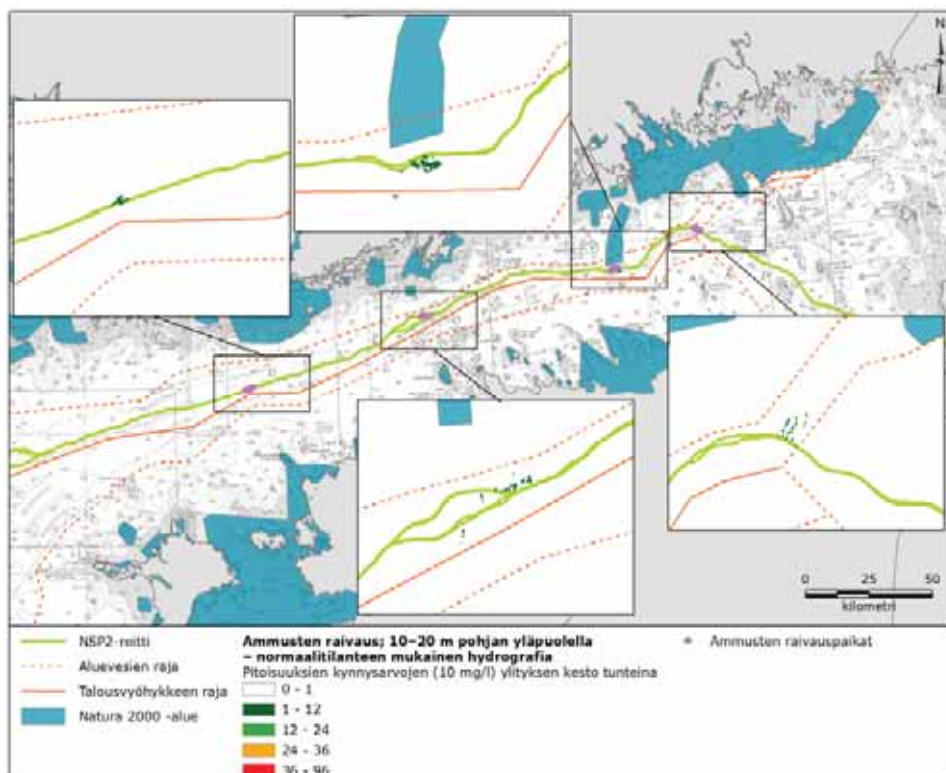 N
0 25 50
kilometri
NSP2-reitti
Aluevesien raja
Talousvyöhykkeen raja
Natura 2000 -alue
Ammusten raivaus; 10–20 m pohjan yläpuolella
– normaalitilanteen mukainen hydrografia
Pitoisuuksien kynnysarvojen (10 mg/l) ylityksen kesto tunteina
0 - 1
1 - 12
12 - 24
24 - 36
36 - 96
Ammusten raivauspaikat